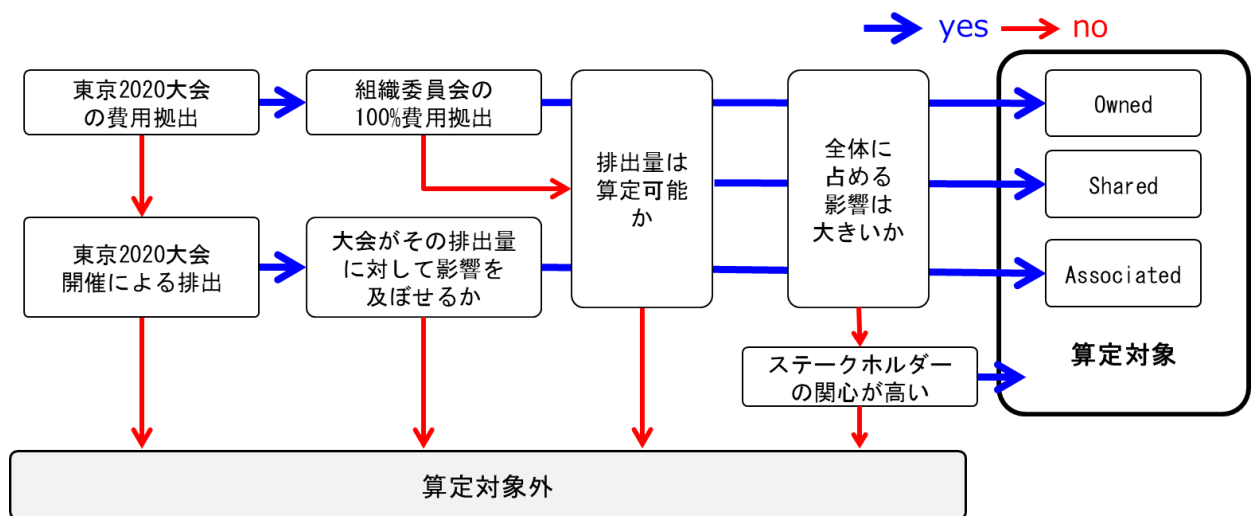 yes
no
東京2020大会
の費用拠出
組織委員会の
100%費用拠出
排出量は
算定可能
か
全体に
占める
影響は
大きいか
Owned
Shared
Associated
算定対象
東京2020大会
開催による排出
大会がその排出量
に対して影響を
及ぼせるか
ステークホルダー
の関心が高い
算定対象外